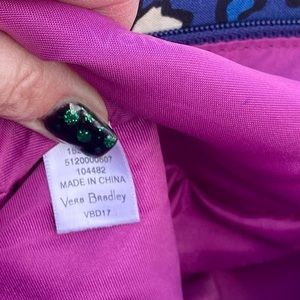 5120000607
104482
MADE IN CHINA
Vera Bradley
VBD17